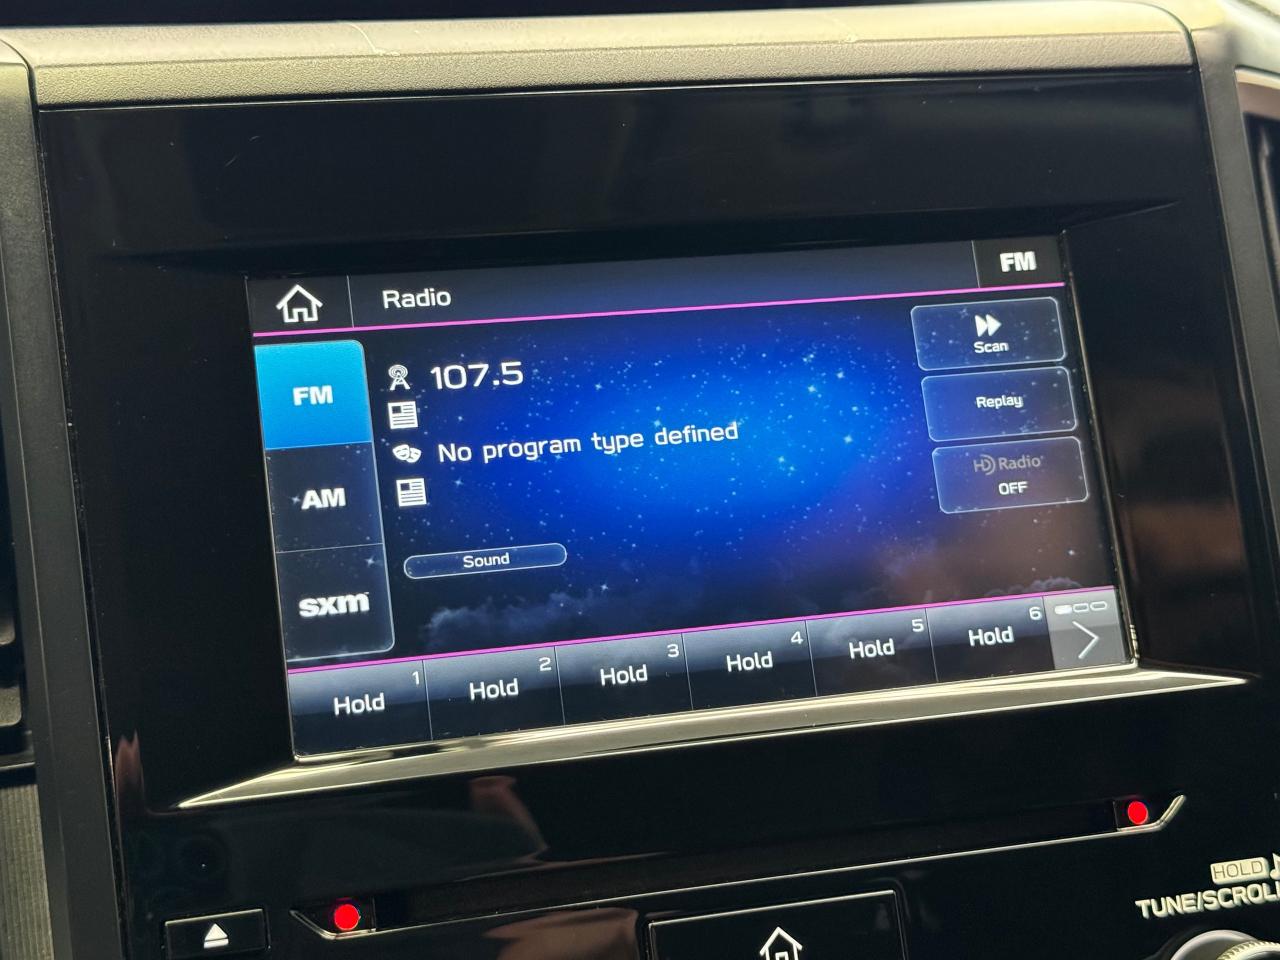 Radio
FM
FM
107.5
Scan
Replay
No program type defined
HD Radio
OFF
AM
Sound
sxm
1
Hold
2
Hold
3
Hold
4
Hold
5
Hold
6
Hold
HOLD
TUNE/SCROLL